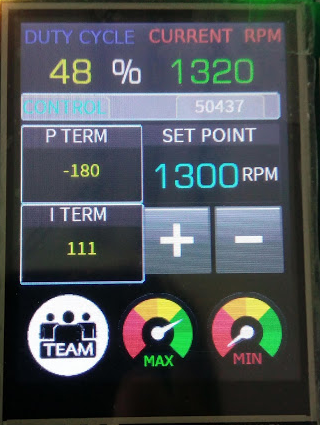 DUTY CYCLE CURRENT RPM
48 % 1320
CONTROL 50437
P TERM SET POINT
-180 1300 RPM
I TERM
111 + −
TEAM MAX MIN